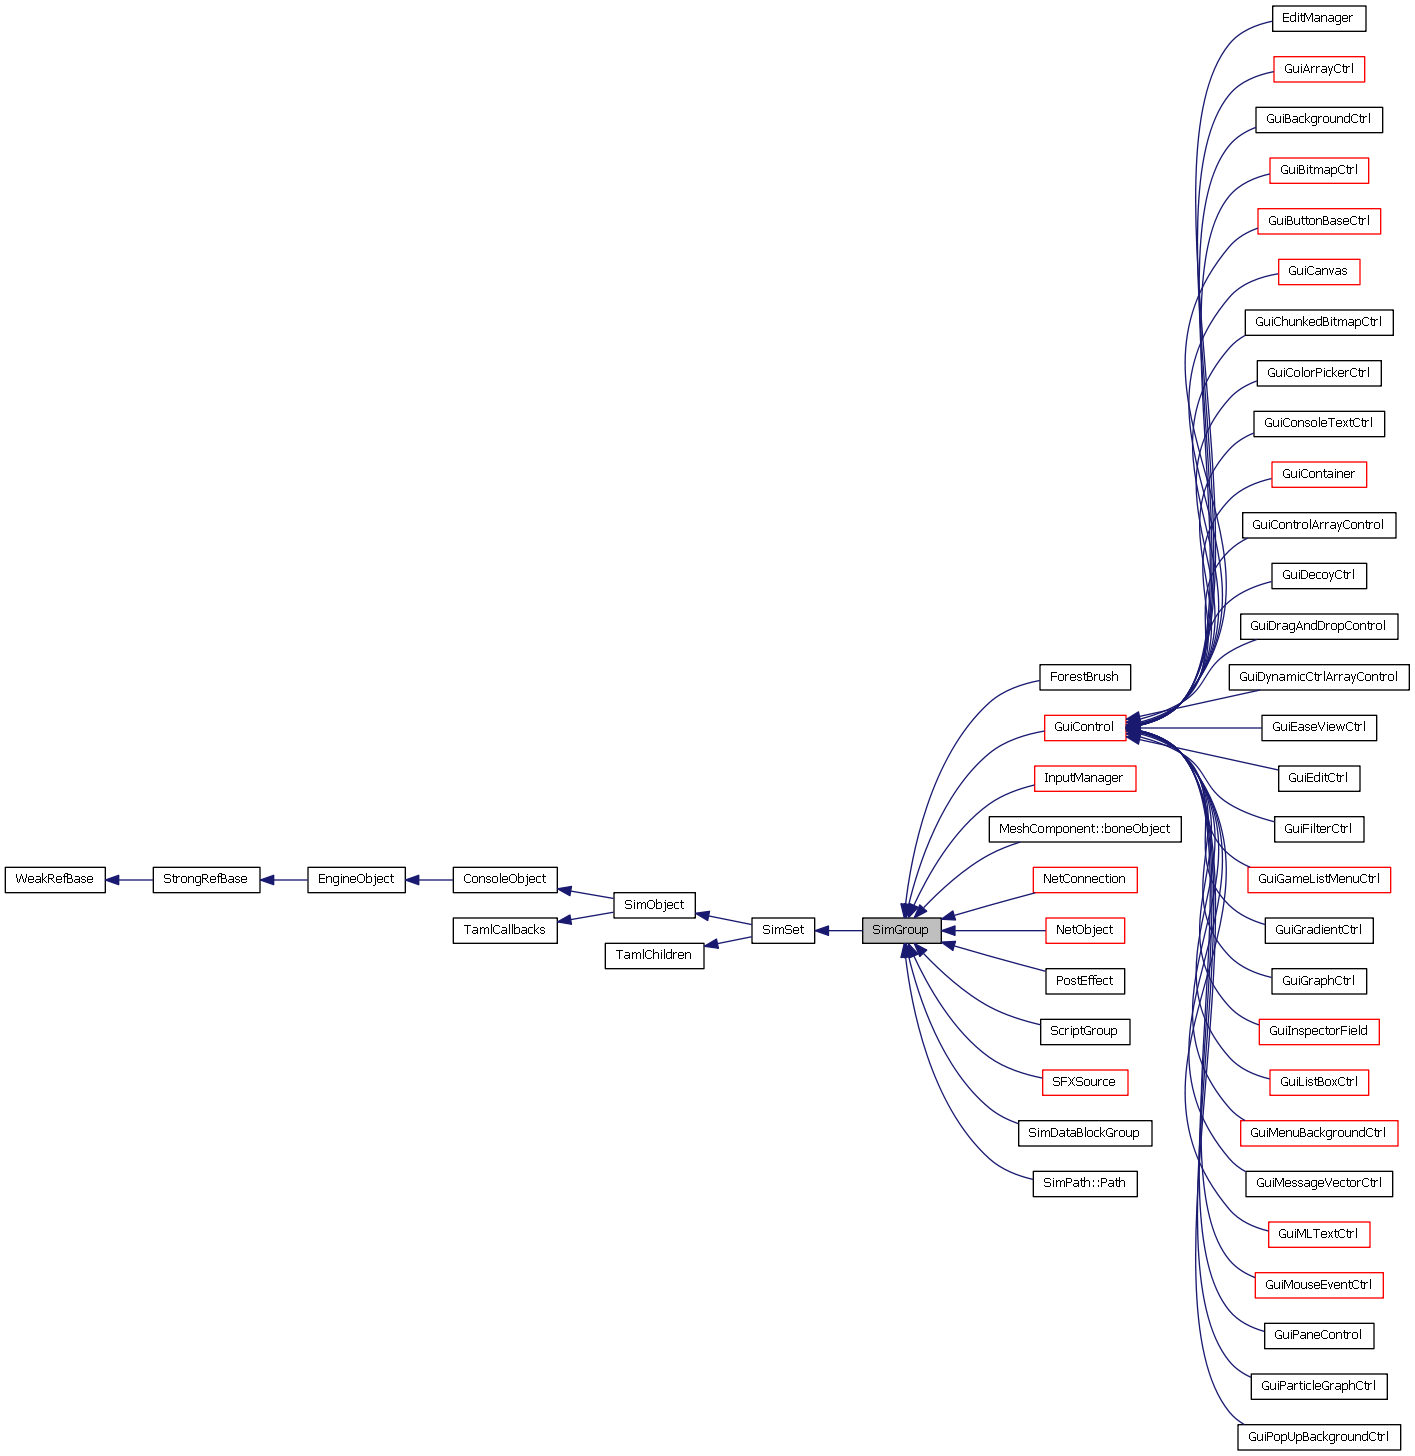 WeakRefBase
StrongRefBase
EngineObject
ConsoleObject
TamlCallbacks
SimObject
TamlChildren
SimSet
SimGroup
ForestBrush
GuiControl
InputManager
MeshComponent::boneObject
NetConnection
NetObject
PostEffect
ScriptGroup
SFXSource
SimDataBlockGroup
SimPath::Path
EditManager
GuiArrayCtrl
GuiBackgroundCtrl
GuiBitmapCtrl
GuiButtonBaseCtrl
GuiCanvas
GuiChunkedBitmapCtrl
GuiColorPickerCtrl
GuiConsoleTextCtrl
GuiContainer
GuiControlArrayControl
GuiDecoyCtrl
GuiDragAndDropControl
GuiDynamicCtrlArrayControl
GuiEaseViewCtrl
GuiEditCtrl
GuiFilterCtrl
GuiGameListMenuCtrl
GuiGradientCtrl
GuiGraphCtrl
GuiInspectorField
GuiListBoxCtrl
GuiMenuBackgroundCtrl
GuiMessageVectorCtrl
GuiMLTextCtrl
GuiMouseEventCtrl
GuiPaneControl
GuiParticleGraphCtrl
GuiPopUpBackgroundCtrl